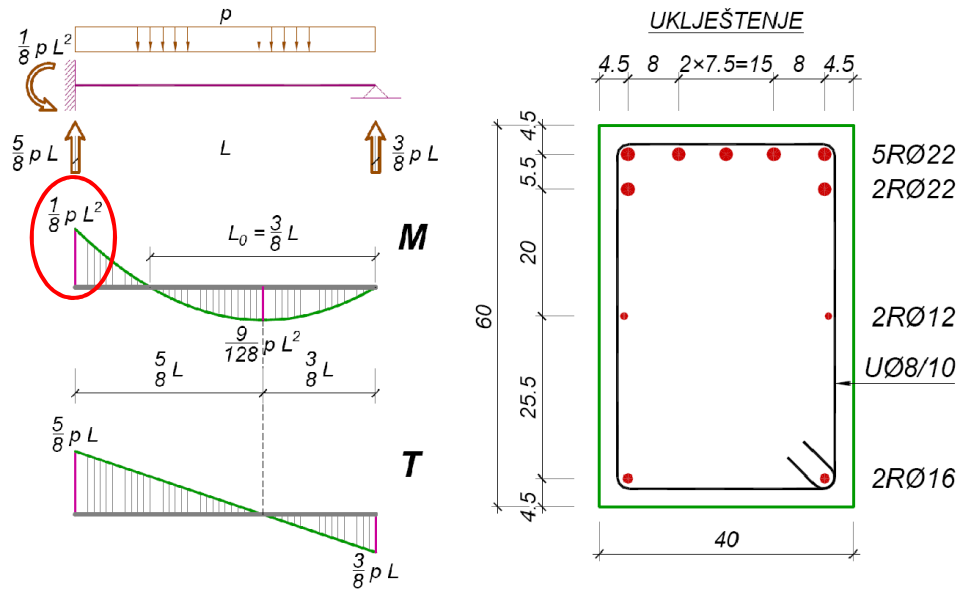 p
1/8 p L²
5/8 p L
L
3/8 p L
1/8 p L²
L₀ = 3/8 L
M
9/128 p L²
5/8 L
3/8 L
5/8 p L
T
3/8 p L
UKLJEŠTENJE
4.5 8 2×7.5=15 8 4.5
4.5
5.5
20
25.5
4.5
60
5RØ22
2RØ22
2RØ12
UØ8/10
2RØ16
40